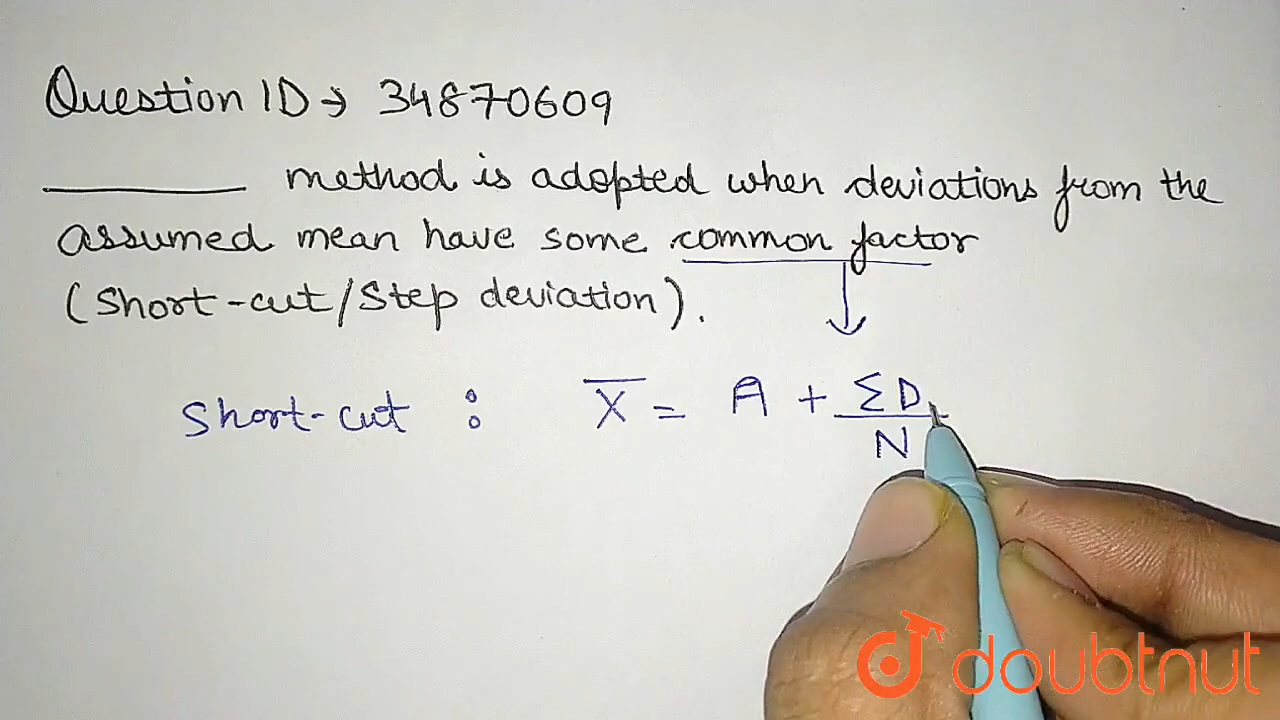 Question ID → 34870609
________ method is adopted when deviations from the
assumed mean have some common factor
(Short-cut/Step deviation).
Short-cut : X̅ = A + ΣD
N
doubtnut